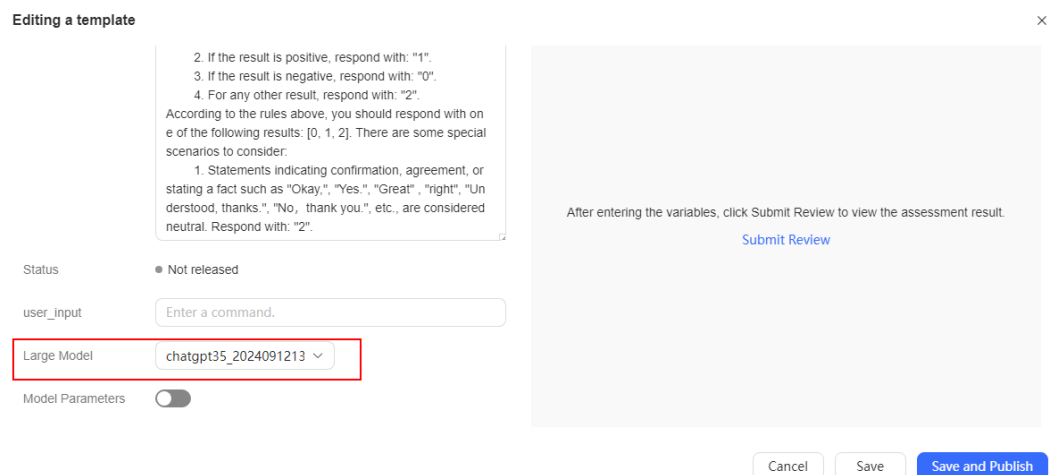 Editing a template
2. If the result is positive, respond with: "1".
3. If the result is negative, respond with: "0".
4. For any other result, respond with: "2".
According to the rules above, you should respond with on
e of the following results: [0, 1, 2]. There are some special
scenarios to consider:
1. Statements indicating confirmation, agreement, or
stating a fact such as "Okay,", "Yes.", "Great" , "right", "Un
derstood, thanks.", "No，thank you.", etc., are considered
neutral. Respond with: "2".
After entering the variables, click Submit Review to view the assessment result.
Submit Review
Status
Not released
user_input
Enter a command.
Large Model
chatgpt35_2024091213
Model Parameters
Cancel
Save
Save and Publish